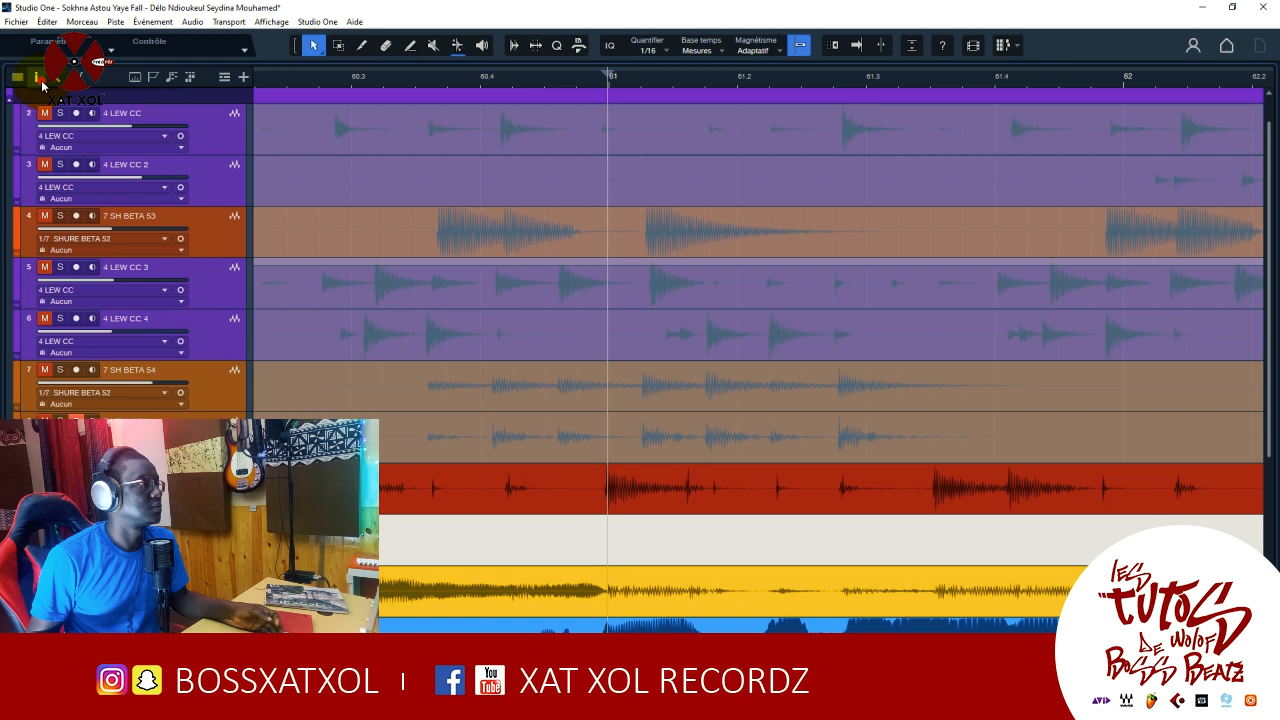 Studio One - Sokhna Astou Yaye Fall - Délo Ndioukeul Seydina Mouhamed*
Fichier Éditer Morceau Piste Événement Audio Transport Affichage Studio One Aide
Contrôle
IQ
Quantifier
1/16
Base temps
Mesures
Magnétisme
Adaptatif
?
XAT XOL
60.3 60.4 61 61.2 61.3 61.4 62 62.2
2 M S 4 LEW CC
4 LEW CC
Aucun
3 M S 4 LEW CC 2
4 LEW CC
Aucun
4 M S 7 SH BETA 53
1/7 SHURE BETA 52
Aucun
5 M S 4 LEW CC 3
4 LEW CC
Aucun
6 M S 4 LEW CC 4
4 LEW CC
Aucun
7 M S 7 SH BETA 54
1/7 SHURE BETA 52
Aucun
LES
"TUTOS
DE WOLOF
BOSS BEATZ
AVID
BOSSXATXOL I
You
Tube
XAT XOL RECORDZ